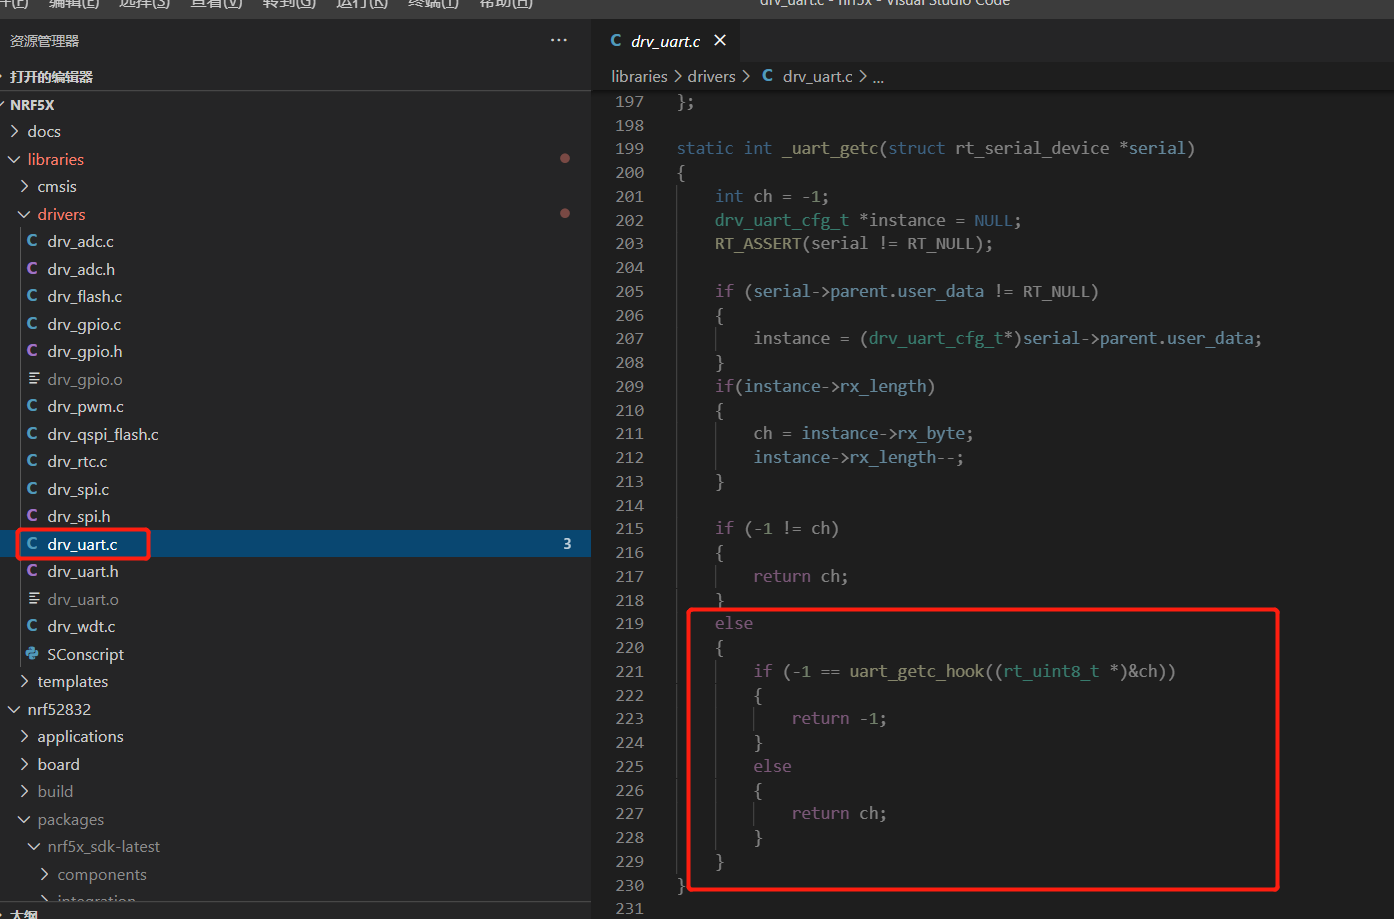 编辑(E) 选择(S) 查看(V) 转到(G) 运行(R) 终端(T) 帮助(H)
drv_uart.c - nrf5x - Visual Studio Code
资源管理器
打开的编辑器
NRF5X
docs
libraries
cmsis
drivers
drv_adc.c
drv_adc.h
drv_flash.c
drv_gpio.c
drv_gpio.h
drv_gpio.o
drv_pwm.c
drv_qspi_flash.c
drv_rtc.c
drv_spi.c
drv_spi.h
drv_uart.c 3
drv_uart.h
drv_uart.o
drv_wdt.c
SConscript
templates
nrf52832
applications
board
build
packages
nrf5x_sdk-latest
components
integration
大纲
drv_uart.c
libraries > drivers > C drv_uart.c > ...
197 };
198
199 static int _uart_getc(struct rt_serial_device *serial)
200 {
201 int ch = -1;
202 drv_uart_cfg_t *instance = NULL;
203 RT_ASSERT(serial != RT_NULL);
204
205 if (serial->parent.user_data != RT_NULL)
206 {
207 instance = (drv_uart_cfg_t*)serial->parent.user_data;
208 }
209 if(instance->rx_length)
210 {
211 ch = instance->rx_byte;
212 instance->rx_length--;
213 }
214
215 if (-1 != ch)
216 {
217 return ch;
218 }
219 else
220 {
221 if (-1 == uart_getc_hook((rt_uint8_t *)&ch))
222 {
223 return -1;
224 }
225 else
226 {
227 return ch;
228 }
229 }
230 }
231